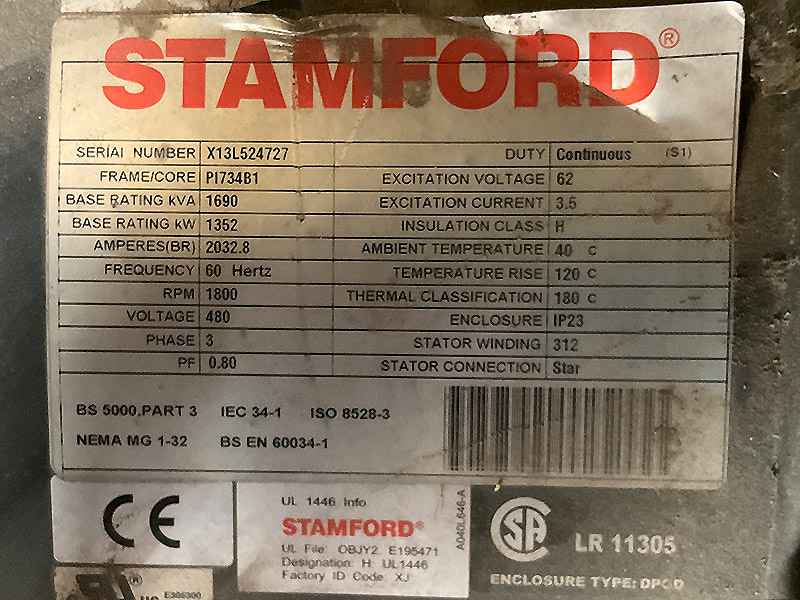 STAMFORD®
SERIAL NUMBER X13L524727 DUTY Continuous (S1)
FRAME/CORE PI734B1 EXCITATION VOLTAGE 62
BASE RATING kVA 1690 EXCITATION CURRENT 3.5
BASE RATING kW 1352 INSULATION CLASS H
AMPERES(BR) 2032.8 AMBIENT TEMPERATURE 40 C
FREQUENCY 60 Hertz TEMPERATURE RISE 120 C
RPM 1800 THERMAL CLASSIFICATION 180 C
VOLTAGE 480 ENCLOSURE IP23
PHASE 3 STATOR WINDING 312
PF 0.80 STATOR CONNECTION Star
BS 5000,PART 3 IEC 34-1 ISO 8528-3
NEMA MG 1-32 BS EN 60034-1
CE
UL 1446 Info.
STAMFORD®
UL File: OBJY2 E195471
Designation: H: UL1446
Factory ID Code: XJ
A040L646-A
CSA LR 11305
ENCLOSURE TYPE:
US